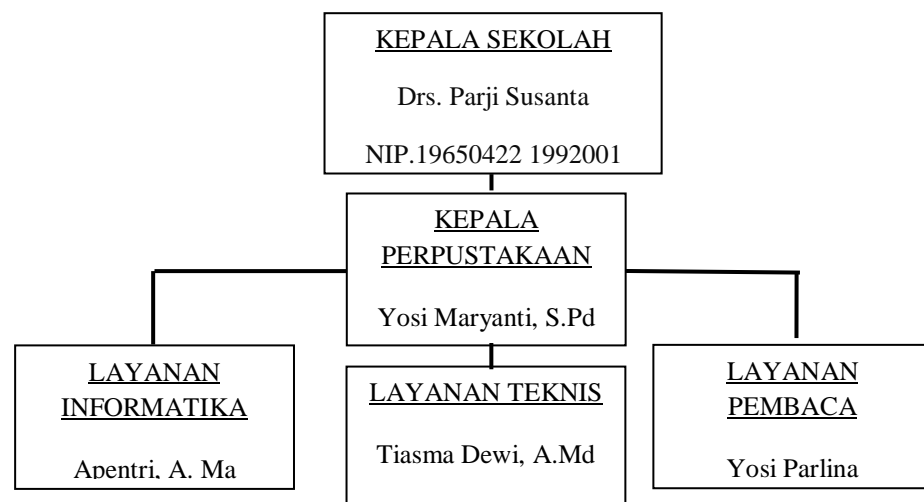 KEPALA SEKOLAH
Drs. Parji Susanta
NIP.19650422 1992001
KEPALA
PERPUSTAKAAN
Yosi Maryanti, S.Pd
LAYANAN
INFORMATIKA
Apentri, A. Ma
LAYANAN TEKNIS
Tiasma Dewi, A.Md
LAYANAN
PEMBACA
Yosi Parlina